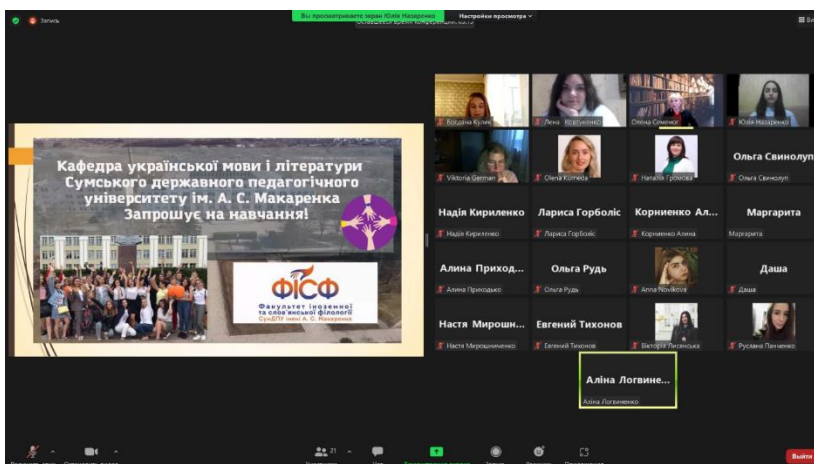 Запись
Вы просматриваете экран Юлія Назаренко
Настройки просмотра
Кафедра української мови і літератури
Сумського державного педагогічного
університету ім. А. С. Макаренка
Запрошує на навчання!
ФІСФ
Факультет іноземної
та слов'янської філології
СумДПУ імені А. С. Макаренка
Богдана Кулик
Лена Ковтуненко
Олена Семеног
Юлія Назаренко
Viktoria German
Olena Kumeda
Наталія Громова
Ольга Свинолуп
Ольга Свинолуп
Надія Кириленко
Надія Кириленко
Лариса Горболіс
Лариса Горболіс
Корниенко Ал...
Корниенко Алина
Маргарита
Маргарита
Алина Приход...
Алина Приходько
Ольга Рудь
Ольга Рудь
Anna Novikova
Даша
Даша
Настя Мирошн...
Настя Мирошниченко
Евгений Тихонов
Евгений Тихонов
Вікторія Лисянська
Руслана Панченко
Аліна Логвине...
Аліна Логвиненко
21
Выйти